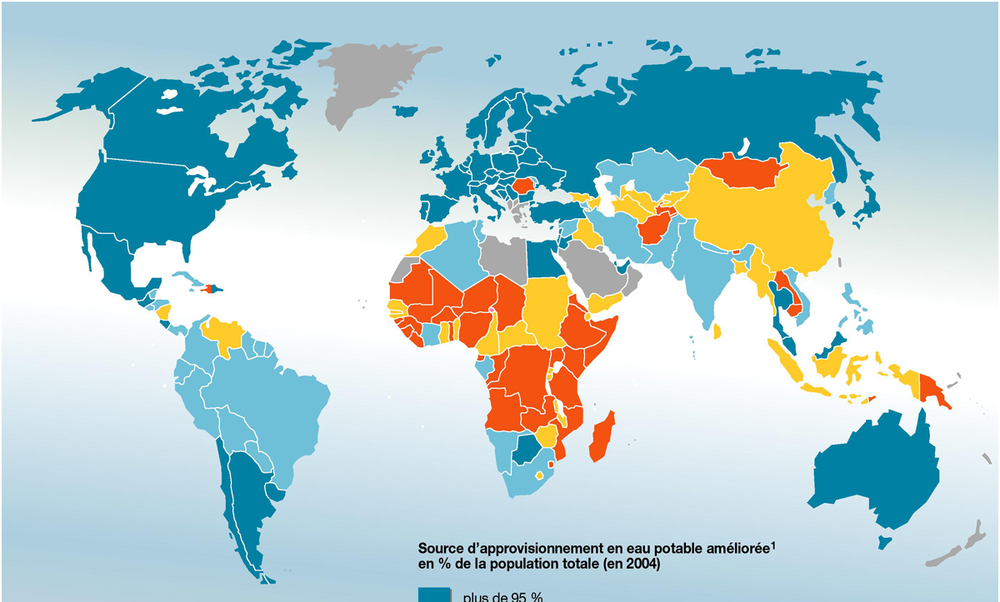 Source d’approvisionnement en eau potable améliorée¹
en % de la population totale (en 2004)
plus de 95 %